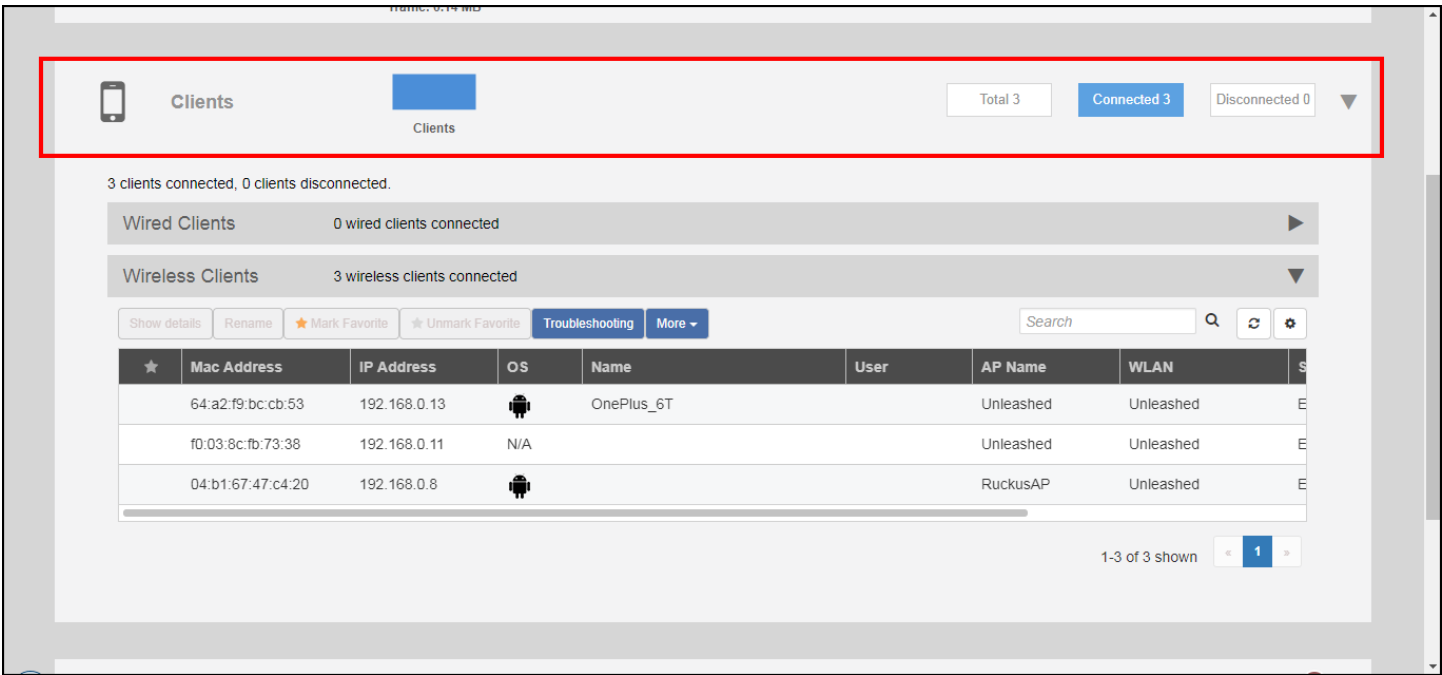 Traffic: 6.14 MB
Clients
Clients
Total 3
Connected 3
Disconnected 0
3 clients connected, 0 clients disconnected.
Wired Clients 0 wired clients connected
Wireless Clients 3 wireless clients connected
Show details Rename Mark Favorite Unmark Favorite Troubleshooting More Search
Mac Address IP Address OS Name User AP Name WLAN S
64:a2:f9:bc:cb:53 192.168.0.13 OnePlus_6T Unleashed Unleashed E
f0:03:8c:fb:73:38 192.168.0.11 N/A Unleashed Unleashed E
04:b1:67:47:c4:20 192.168.0.8 RuckusAP Unleashed E
1-3 of 3 shown « 1 »